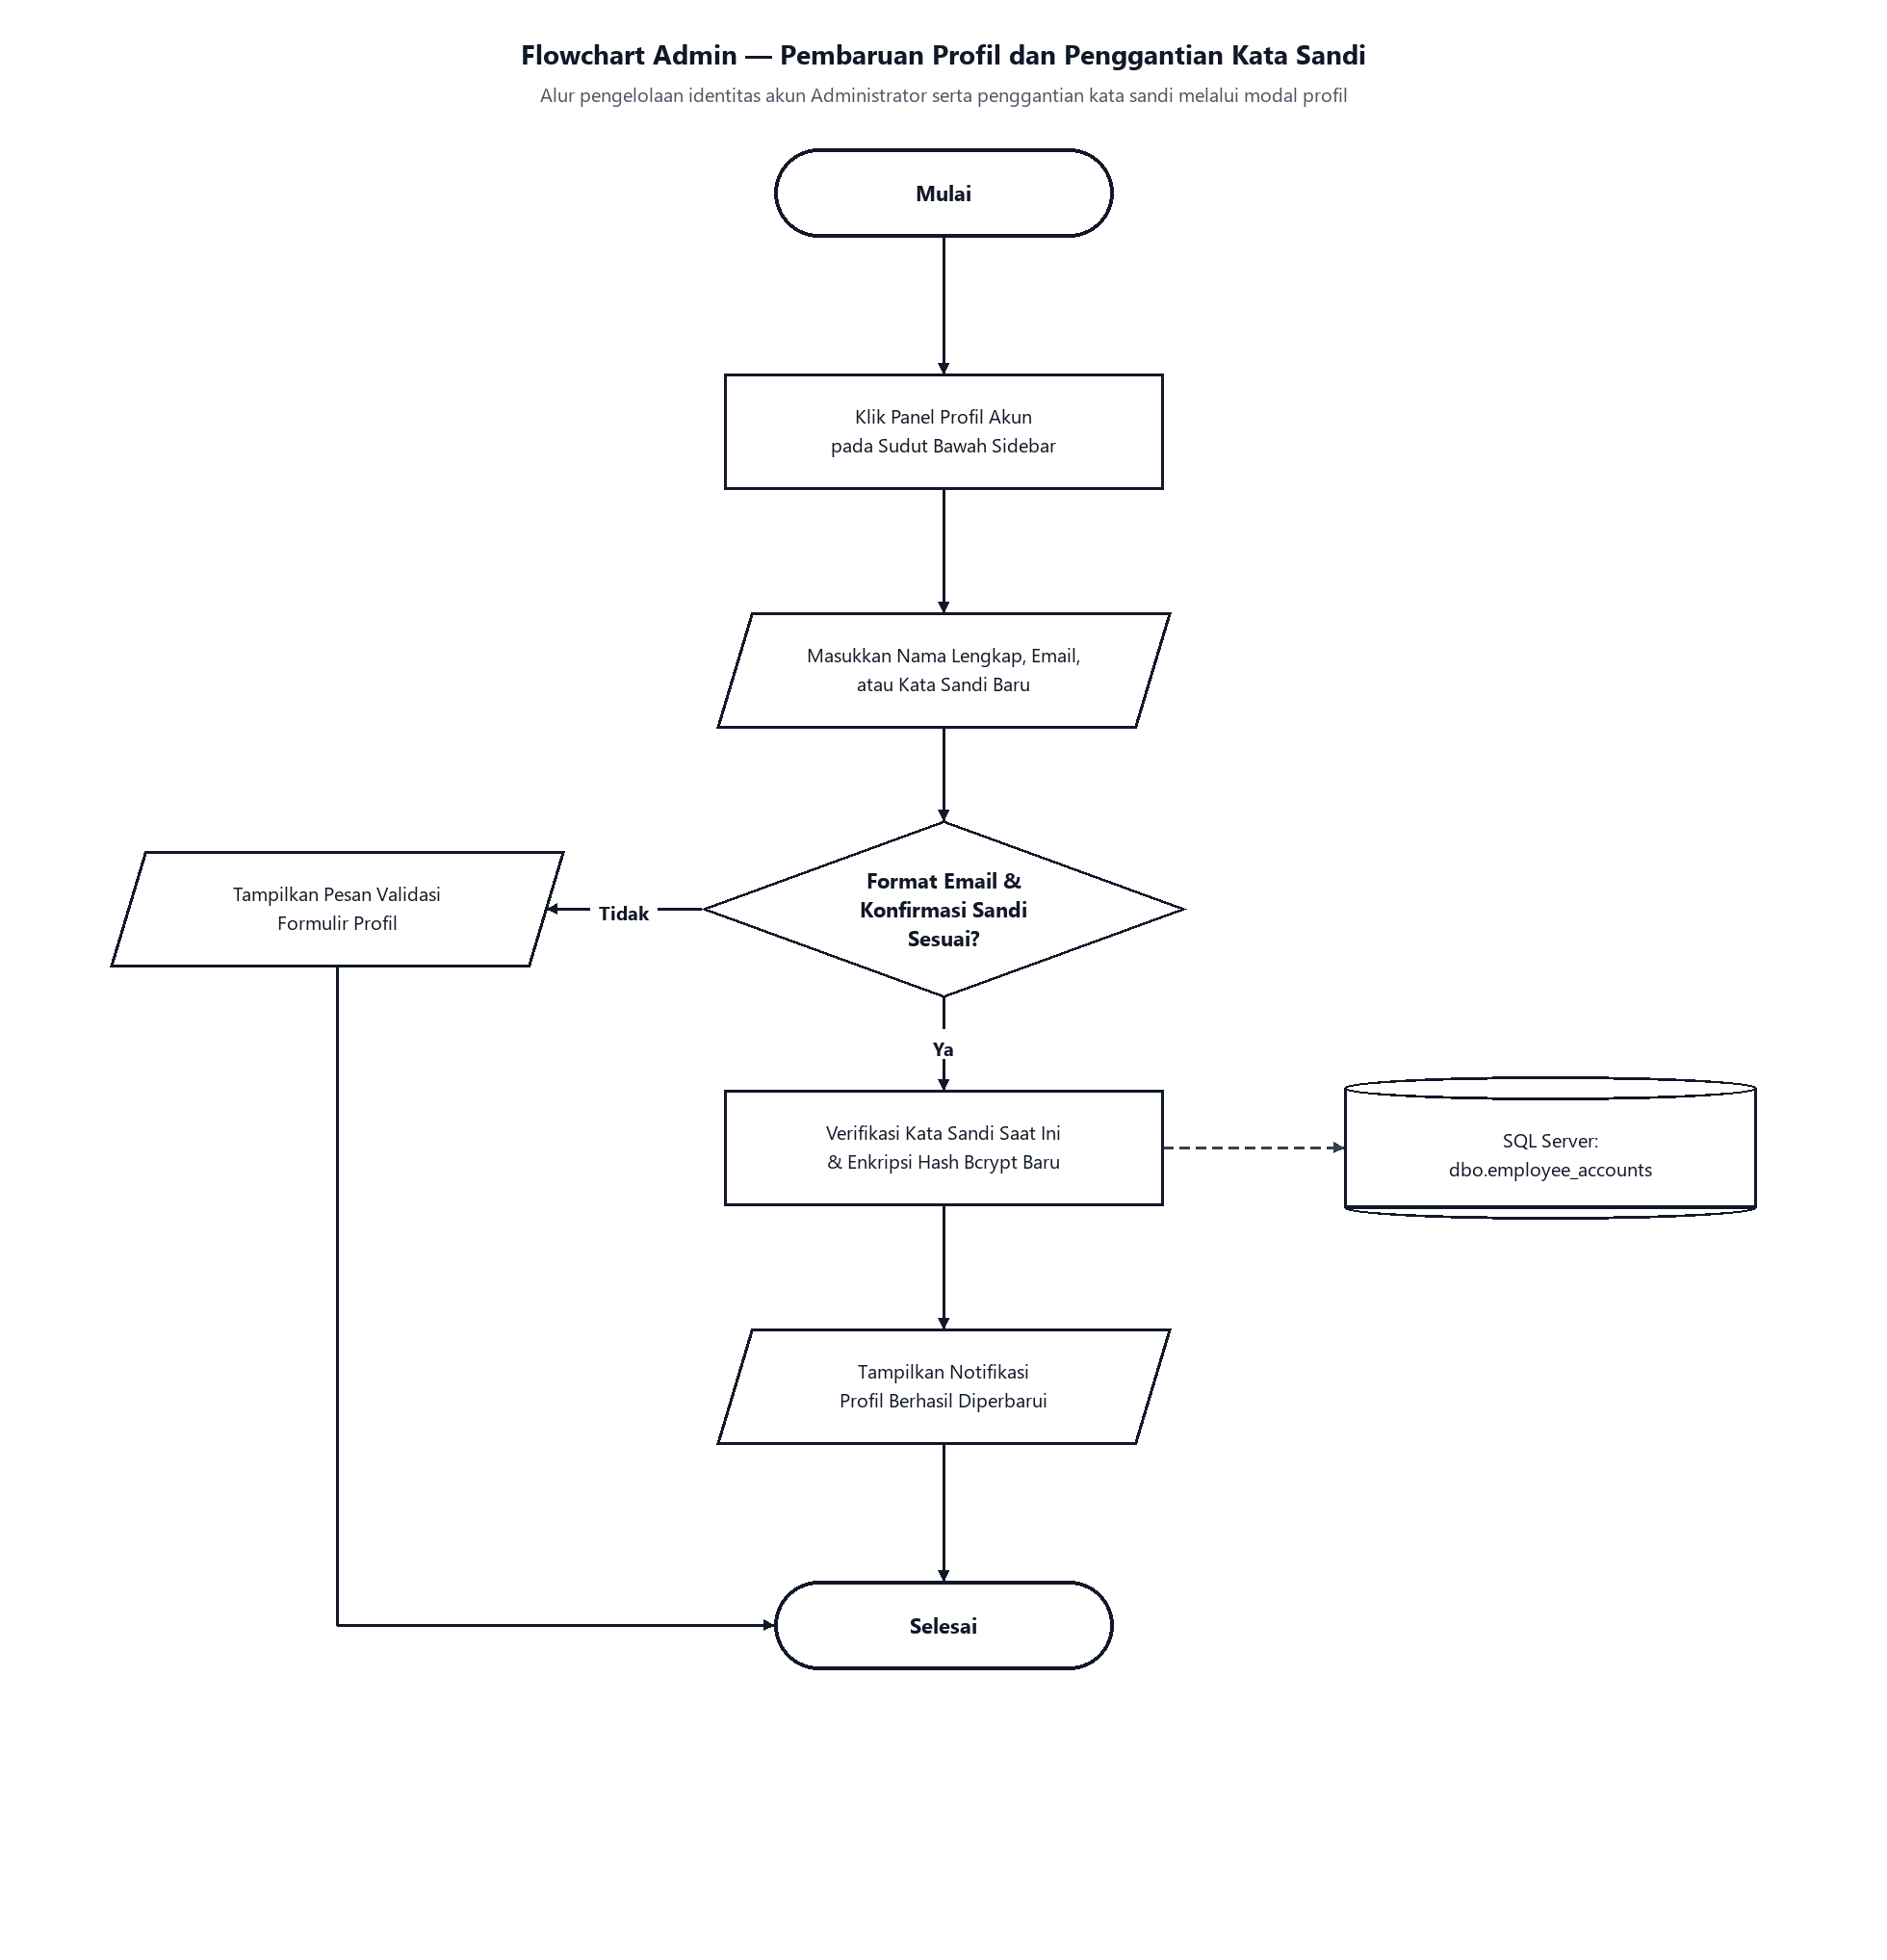 Flowchart Admin — Pembaruan Profil dan Penggantian Kata Sandi
Alur pengelolaan identitas akun Administrator serta penggantian kata sandi melalui modal profil
Mulai
Klik Panel Profil Akun
pada Sudut Bawah Sidebar
Masukkan Nama Lengkap, Email,
atau Kata Sandi Baru
Format Email &
Konfirmasi Sandi
Sesuai?
Tidak
Tampilkan Pesan Validasi
Formulir Profil
Ya
Verifikasi Kata Sandi Saat Ini
& Enkripsi Hash Bcrypt Baru
SQL Server:
dbo.employee_accounts
Tampilkan Notifikasi
Profil Berhasil Diperbarui
Selesai